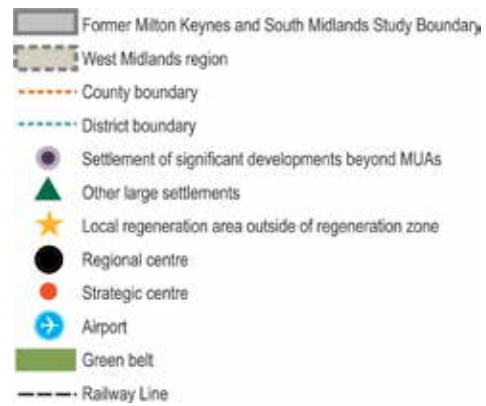 Former Milton Keynes and South Midlands Study Boundary
West Midlands region
County boundary
District boundary
Settlement of significant developments beyond MUAs
Other large settlements
Local regeneration area outside of regeneration zone
Regional centre
Strategic centre
Airport
Green belt
Railway Line